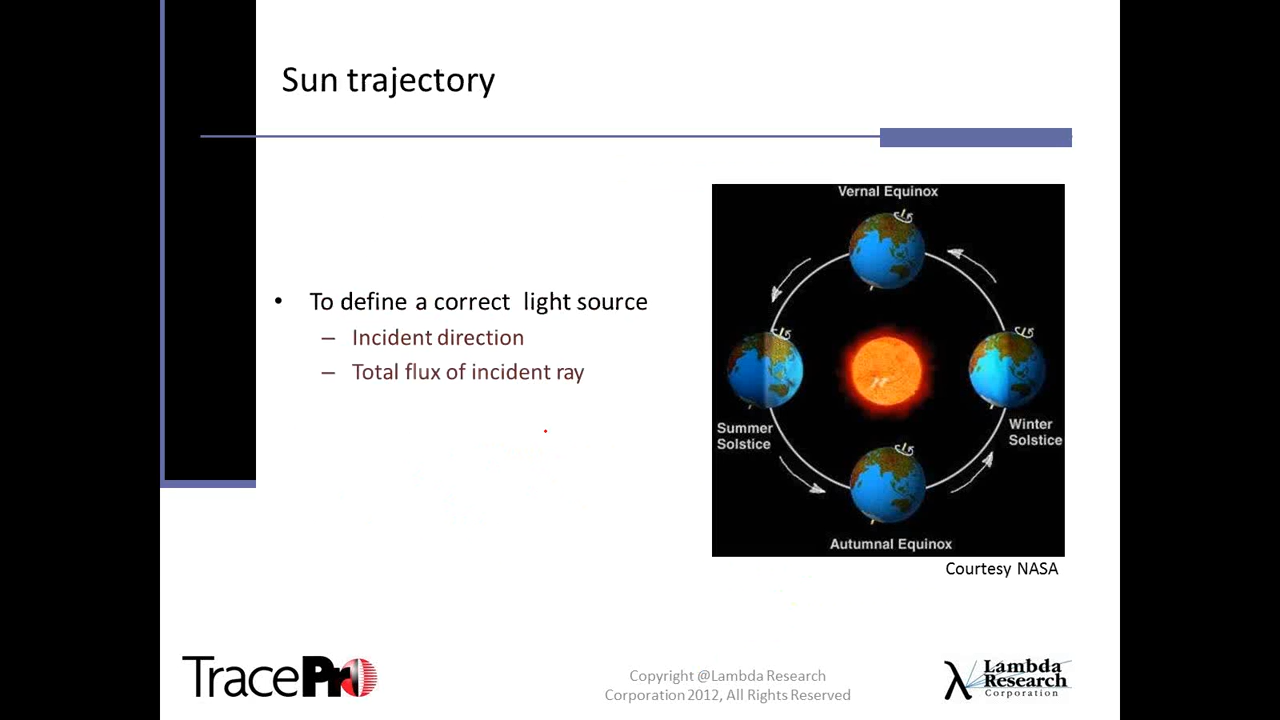 Sun trajectory
• To define a correct light source
– Incident direction
– Total flux of incident ray
Vernal Equinox
Summer
Solstice
Winter
Solstice
Autumnal Equinox
Courtesy NASA
TracePro
Copyright @Lambda Research
Corporation 2012, All Rights Reserved
λ Lambda
Research
Corporation